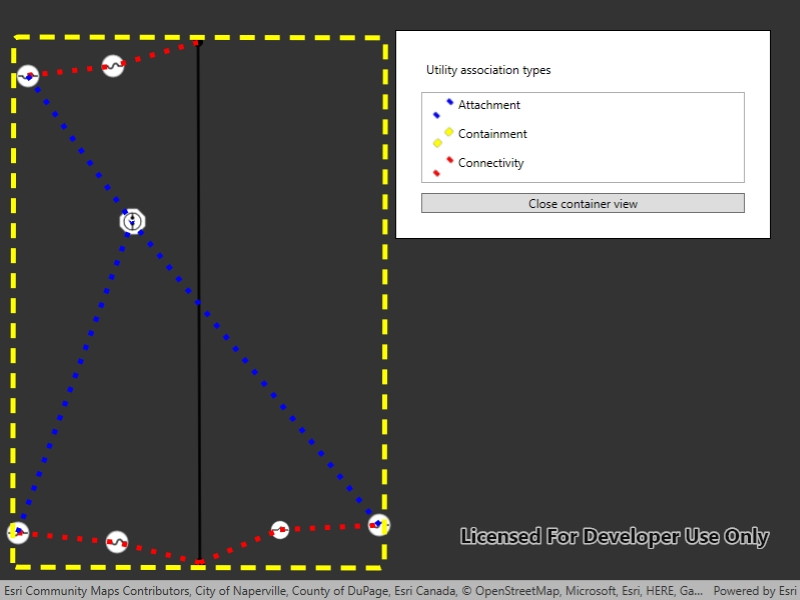 Utility association types
Attachment
Containment
Connectivity
Close container view
Licensed For Developer Use Only
Esri Community Maps Contributors, City of Naperville, County of DuPage, Esri Canada, © OpenStreetMap, Microsoft, Esri, HERE, Ga... Powered by Esri